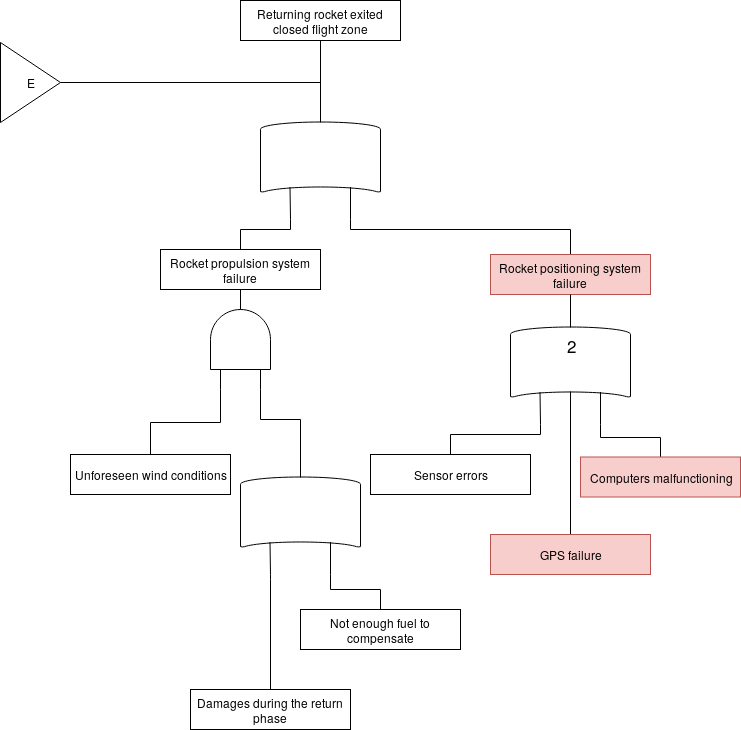 Returning rocket exited
closed flight zone
E
Rocket propulsion system
failure
Rocket positioning system
failure
2
Unforeseen wind conditions
Sensor errors
Computers malfunctioning
GPS failure
Not enough fuel to
compensate
Damages during the return
phase